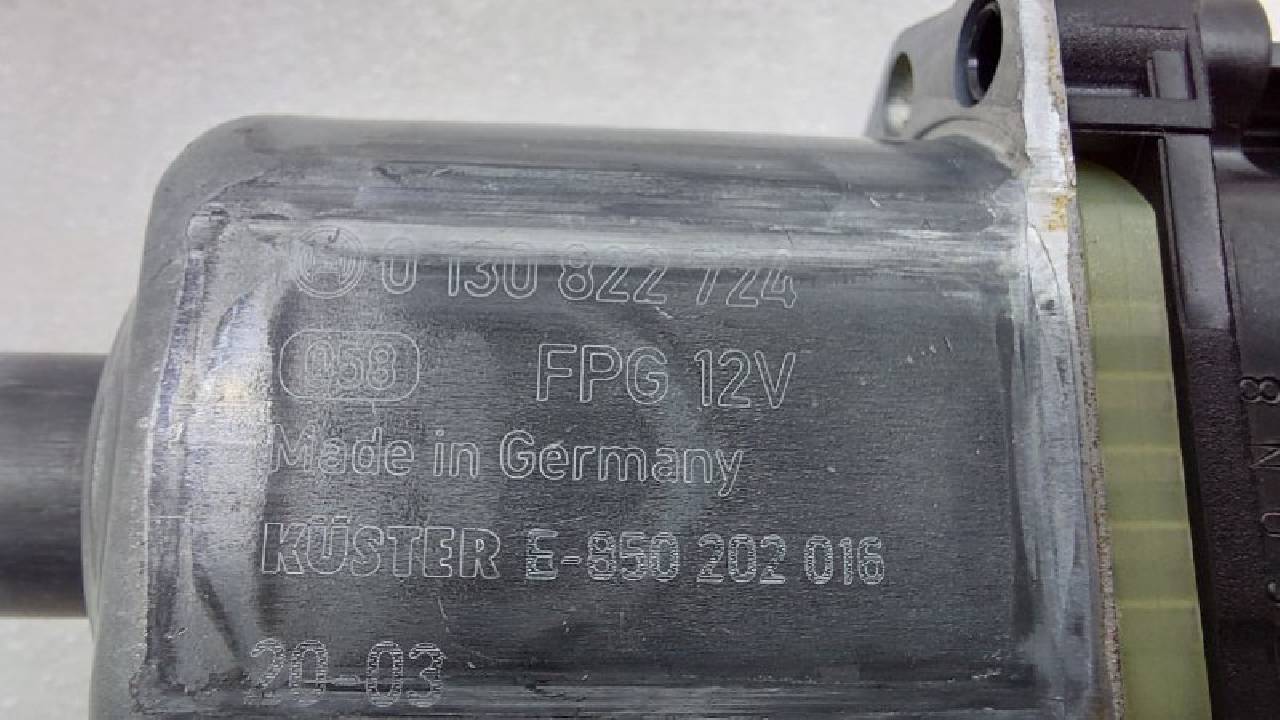 0 130 822 724
058 FPG 12V
Made in Germany
KÜSTER E-850 202 016
20-03